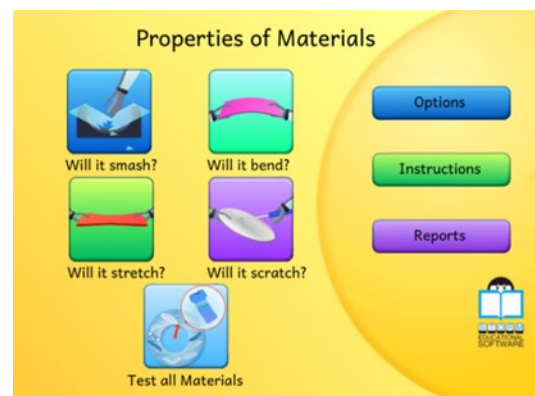 Properties of Materials
Will it smash?
Will it bend?
Options
Instructions
Will it stretch?
Will it scratch?
Reports
Test all Materials
EDUCATIONAL
SOFTWARE